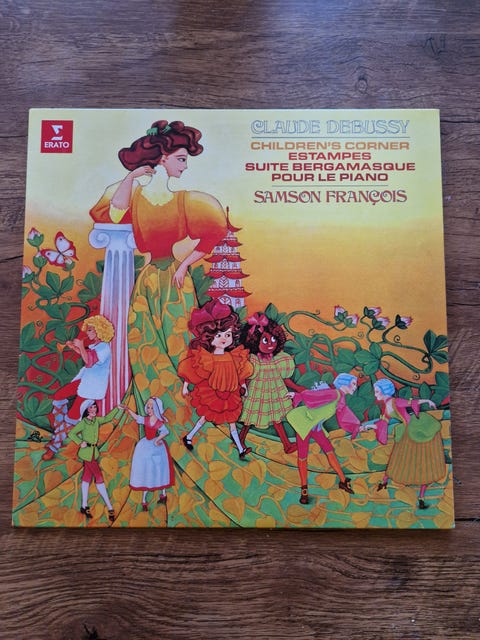 ERATO
CLAUDE DEBUSSY
CHILDREN'S CORNER
ESTAMPES
SUITE BERGAMASQUE
POUR LE PIANO
SAMSON FRANÇOIS